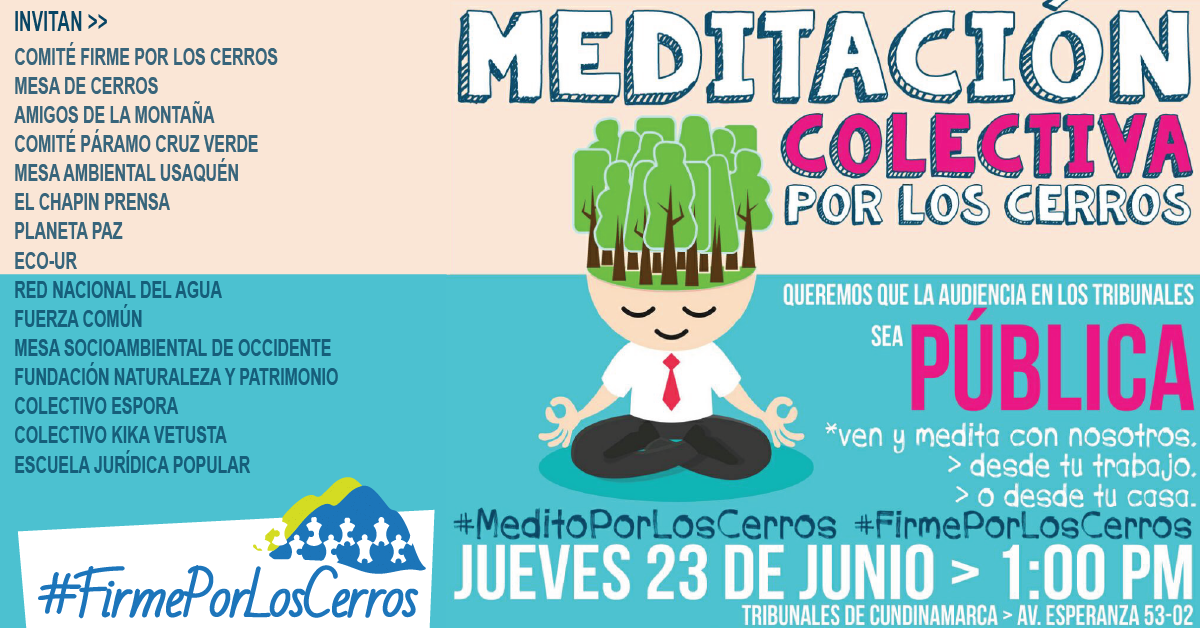 INVITAN >>
COMITÉ FIRME POR LOS CERROS
MESA DE CERROS
AMIGOS DE LA MONTAÑA
COMITÉ PÁRAMO CRUZ VERDE
MESA AMBIENTAL USAQUÉN
EL CHAPIN PRENSA
PLANETA PAZ
ECO-UR
RED NACIONAL DEL AGUA
FUERZA COMÚN
MESA SOCIOAMBIENTAL DE OCCIDENTE
FUNDACIÓN NATURALEZA Y PATRIMONIO
COLECTIVO ESPORA
COLECTIVO KIKA VETUSTA
ESCUELA JURÍDICA POPULAR
#FirmePorLosCerros
MEDITACIÓN
COLECTIVA
POR LOS CERROS
QUEREMOS QUE LA AUDIENCIA EN LOS TRIBUNALES
SEA PÚBLICA
*ven y medita con nosotros.
> desde tu trabajo.
> o desde tu casa.
#MeditoPorLosCerros #FirmePorLosCerros
JUEVES 23 DE JUNIO > 1:00 PM
TRIBUNALES DE CUNDINAMARCA > AV. ESPERANZA 53-02